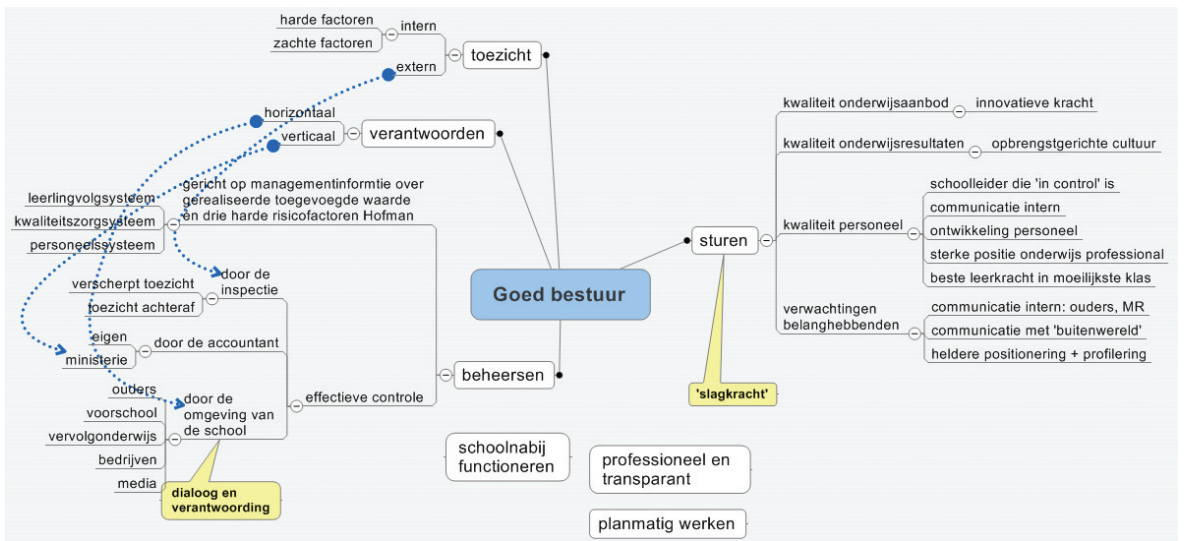 Goed bestuur
toezicht
intern
harde factoren
zachte factoren
extern
verantwoorden
horizontaal
verticaal
beheersen
gericht op managementinformtie over
gerealiseerde toegevoegde waarde
en drie harde risicofactoren Hofman
leerlingvolgsysteem
kwaliteitszorgsysteem
personeelssysteem
effectieve controle
door de
inspectie
verscherpt toezicht
toezicht achteraf
door de accountant
eigen
ministerie
door de
omgeving van
de school
ouders
voorschool
vervolgonderwijs
bedrijven
media
dialoog en
verantwoording
sturen
'slagkracht'
kwaliteit onderwijsaanbod
innovatieve kracht
kwaliteit onderwijsresultaten
opbrengstgerichte cultuur
kwaliteit personeel
schoolleider die 'in control' is
communicatie intern
ontwikkeling personeel
sterke positie onderwijs professional
beste leerkracht in moeilijkste klas
verwachtingen
belanghebbenden
communicatie intern: ouders, MR
communicatie met 'buitenwereld'
heldere positionering + profilering
schoolnabij
functioneren
professioneel en
transparant
planmatig werken